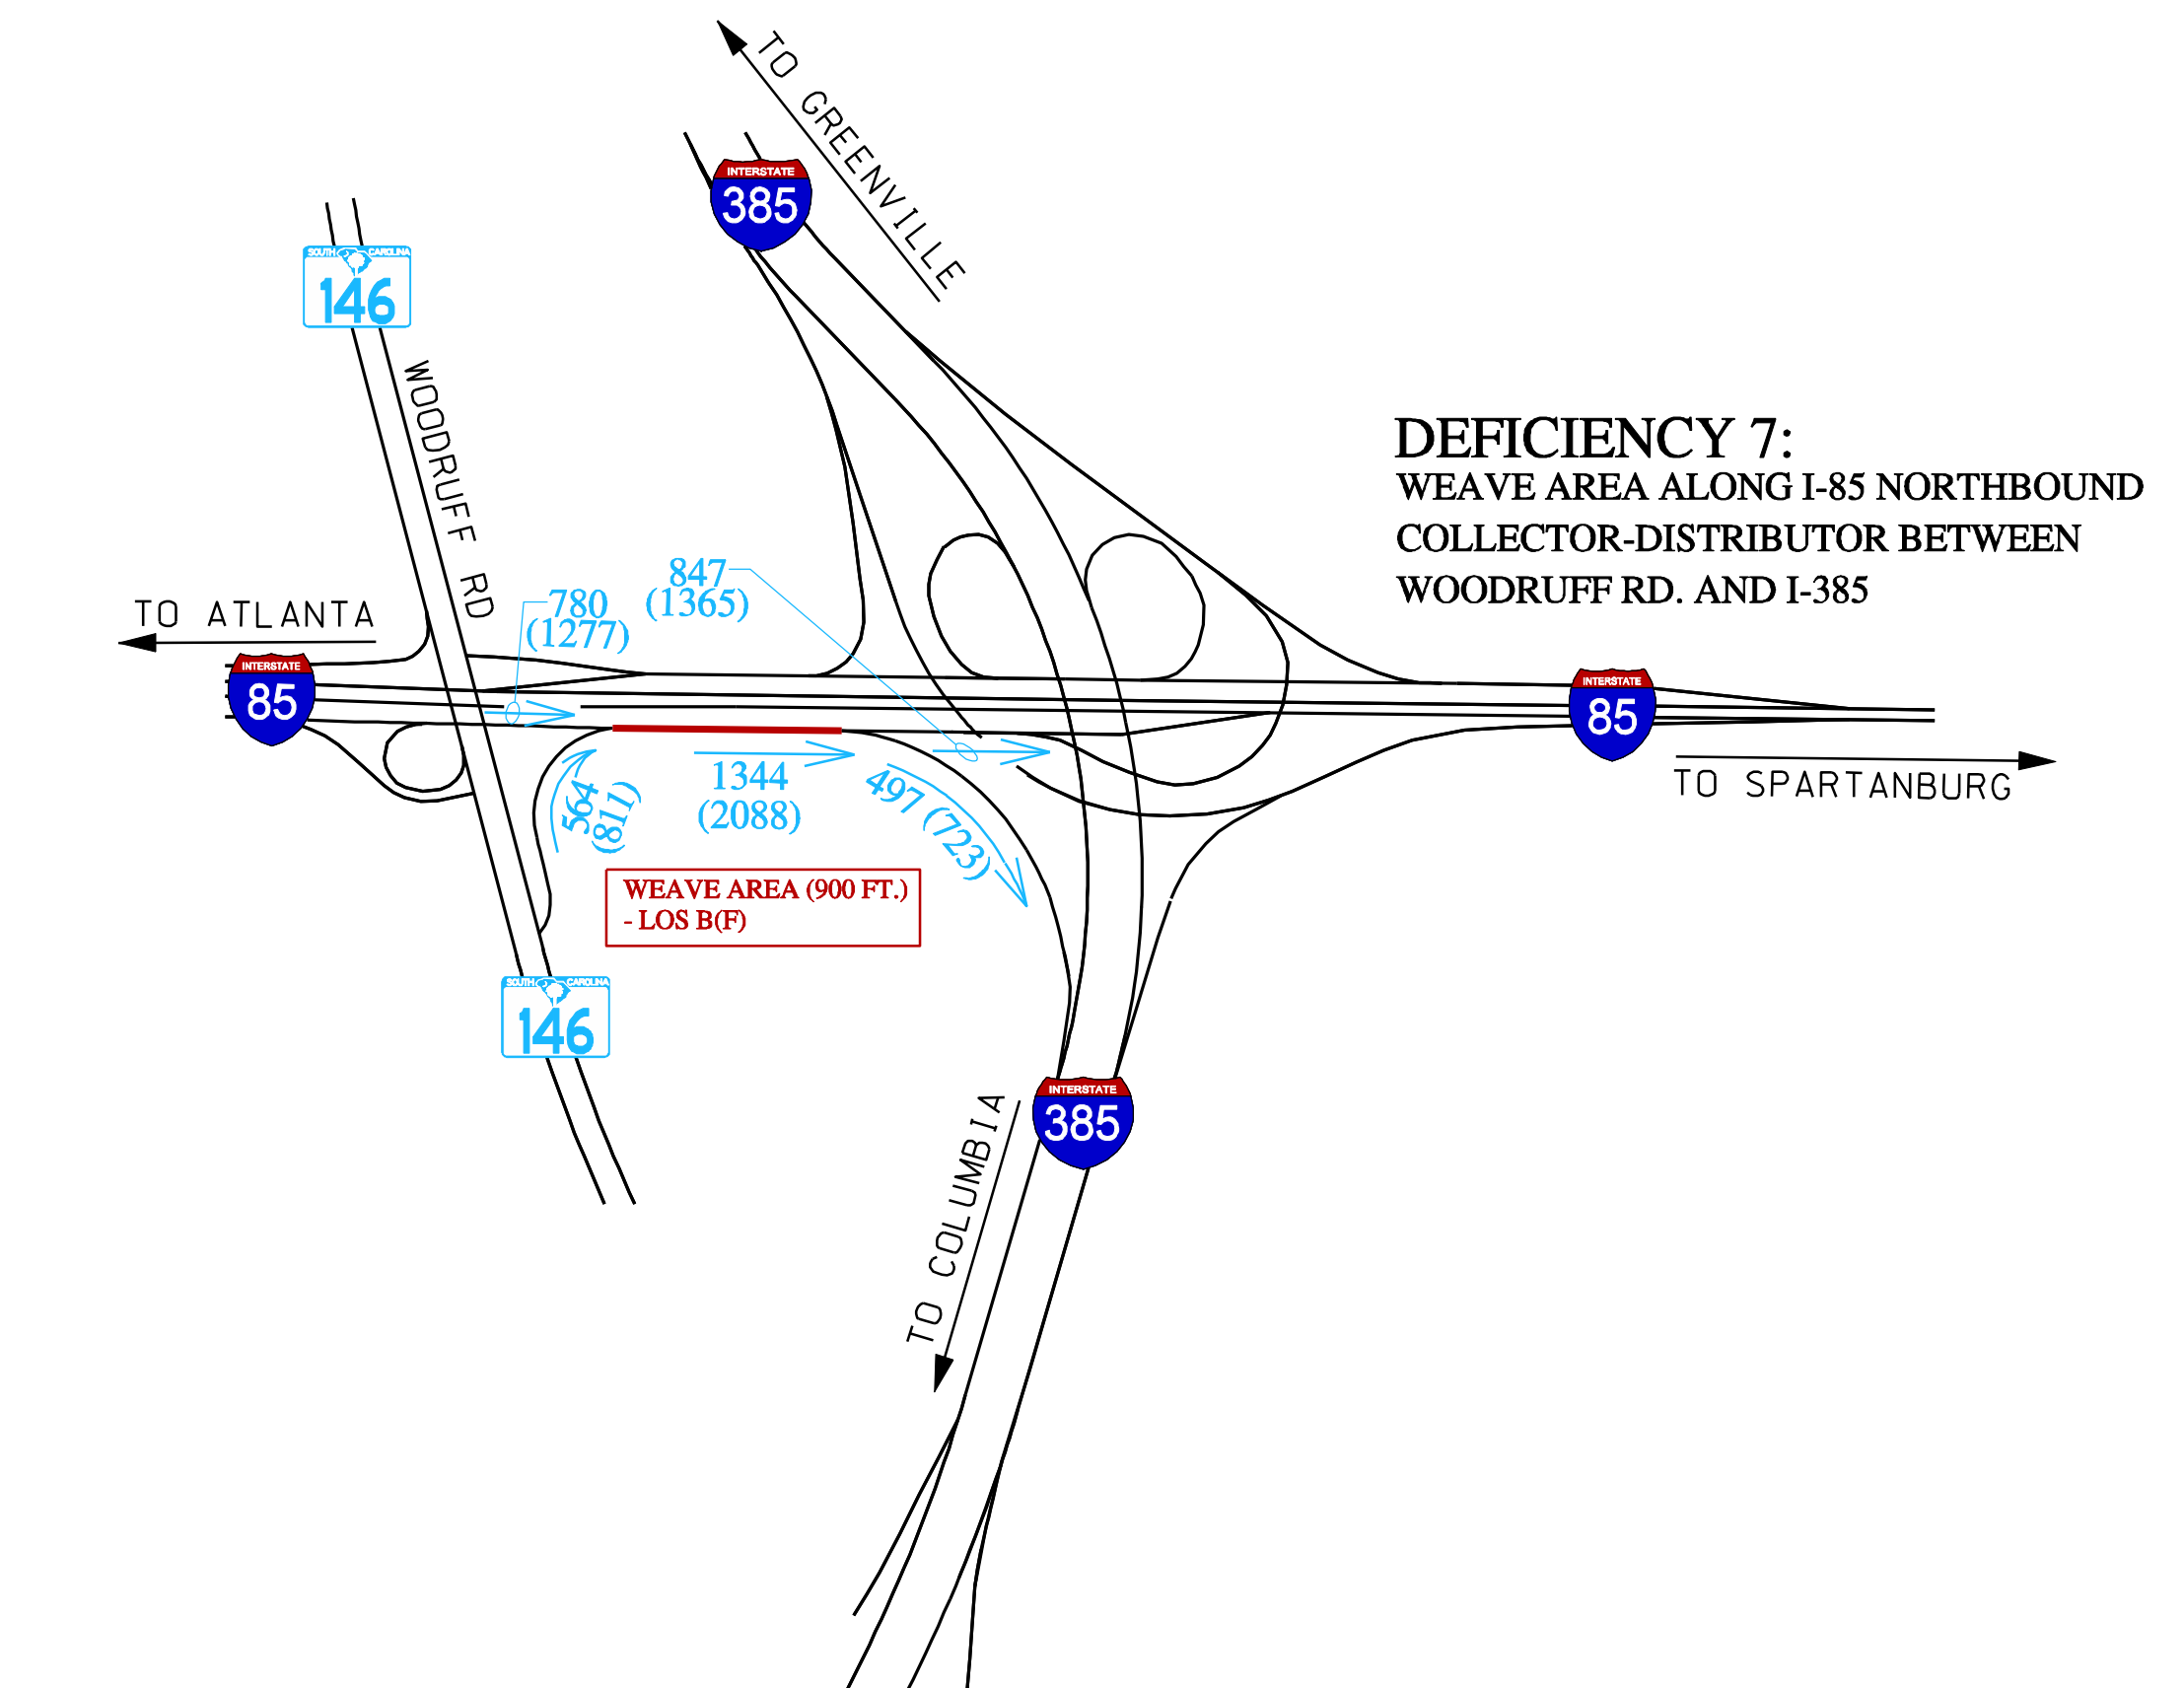 TO GREENVILLE
INTERSTATE
385
SOUTH CAROLINA
146
WOODRUFF RD
DEFICIENCY 7:
WEAVE AREA ALONG I-85 NORTHBOUND
COLLECTOR-DISTRIBUTOR BETWEEN
WOODRUFF RD. AND I-385
TO ATLANTA
INTERSTATE
85
780
(1277)
847
(1365)
INTERSTATE
85
TO SPARTANBURG
564
(811)
1344
(2088)
497 (723)
WEAVE AREA (900 FT.)
- LOS B(F)
SOUTH CAROLINA
146
INTERSTATE
385
TO COLUMBIA